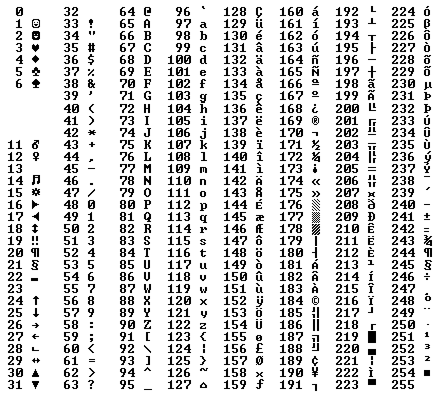 0 32 64 @ 96 ` 128 Ç 160 á 192 └ 224 Ó
1 ☺ 33 ! 65 A 97 a 129 ü 161 í 193 ┴ 225 ß
2 ☻ 34 " 66 B 98 b 130 é 162 ó 194 ┬ 226 Ô
3 ♥ 35 # 67 C 99 c 131 â 163 ú 195 ├ 227 Ò
4 ♦ 36 $ 68 D 100 d 132 ä 164 ñ 196 ─ 228 õ
5 ♣ 37 % 69 E 101 e 133 à 165 Ñ 197 ┼ 229 Õ
6 ♠ 38 & 70 F 102 f 134 å 166 ª 198 ã 230 µ
39 ' 71 G 103 g 135 ç 167 º 199 Ã 231 þ
40 ( 72 H 104 h 136 ê 168 ¿ 200 ╚ 232 Þ
41 ) 73 I 105 i 137 ë 169 ® 201 ╔ 233 Ú
42 * 74 J 106 j 138 è 170 ¬ 202 ╩ 234 Û
11 ♂ 43 + 75 K 107 k 139 ï 171 ½ 203 ╦ 235 Ù
12 ♀ 44 , 76 L 108 l 140 î 172 ¼ 204 ╠ 236 ý
13 45 - 77 M 109 m 141 ì 173 ¡ 205 ═ 237 Ý
14 ♫ 46 . 78 N 110 n 142 Ä 174 « 206 ╬ 238 ¯
15 ☼ 47 / 79 O 111 o 143 Å 175 » 207 ¤ 239 ´
16 ► 48 0 80 P 112 p 144 É 176 ░ 208 ð 240 -
17 ◄ 49 1 81 Q 113 q 145 æ 177 ▒ 209 Ð 241 ±
18 ↕ 50 2 82 R 114 r 146 Æ 178 ▓ 210 Ê 242 ‗
19 ‼ 51 3 83 S 115 s 147 ô 179 │ 211 Ë 243 ¾
20 ¶ 52 4 84 T 116 t 148 ö 180 ┤ 212 È 244 ¶
21 § 53 5 85 U 117 u 149 ò 181 Á 213 ı 245 §
22 ▬ 54 6 86 V 118 v 150 û 182 Â 214 Í 246 ÷
55 7 87 W 119 w 151 ù 183 À 215 Î 247 ¸
24 ↑ 56 8 88 X 120 x 152 ÿ 184 © 216 Ï 248 °
25 ↓ 57 9 89 Y 121 y 153 Ö 185 ╣ 217 ┘ 249 ¨
26 → 58 : 90 Z 122 z 154 Ü 186 ║ 218 ┌ 250 ·
27 ← 59 ; 91 [ 123 { 155 ø 187 ╗ 219 █ 251 ¹
28 ∟ 60 < 92 \ 124 | 156 £ 188 ╝ 220 ▄ 252 ³
29 ↔ 61 = 93 ] 125 } 157 Ø 189 ¢ 221 ¦ 253 ²
30 ▲ 62 > 94 ^ 126 ~ 158 × 190 ¥ 222 Ì 254 ■
31 ▼ 63 ? 95 _ 127 ⌂ 159 ƒ 191 ┐ 223 ▀ 255